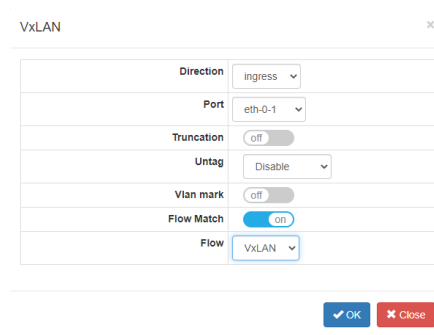 VxLAN ×
Direction ingress
Port eth-0-1
Truncation off
Untag Disable
Vlan mark off
Flow Match on
Flow VxLAN
OK Close